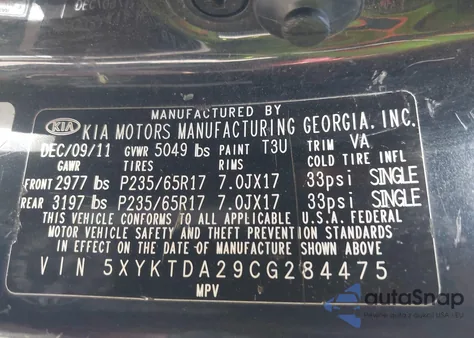 MANUFACTURED BY
KIA KIA MOTORS MANUFACTURING GEORGIA. INC.
DEC/09/11 GVWR 5049 lbs PAINT T3U TRIM VA
GAWR TIRES RIMS COLD TIRE INFL
FRONT 2977 lbs P235/65R17 7.0JX17 33psi SINGLE
REAR 3197 lbs P235/65R17 7.0JX17 33psi SINGLE
THIS VEHICLE CONFORMS TO ALL APPLICABLE U.S.A. FEDERAL
MOTOR VEHICLE SAFETY AND THEFT PREVENTION STANDARDS
IN EFFECT ON THE DATE OF MANUFACTURE SHOWN ABOVE.
VIN 5XYKTDA29CG284475
MPV
autoSnap